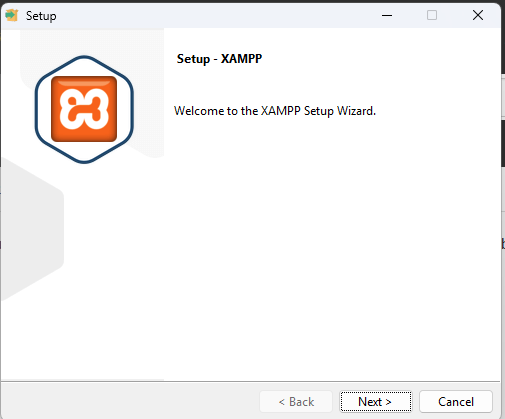 Setup
Setup - XAMPP
Welcome to the XAMPP Setup Wizard.
< Back
Next >
Cancel